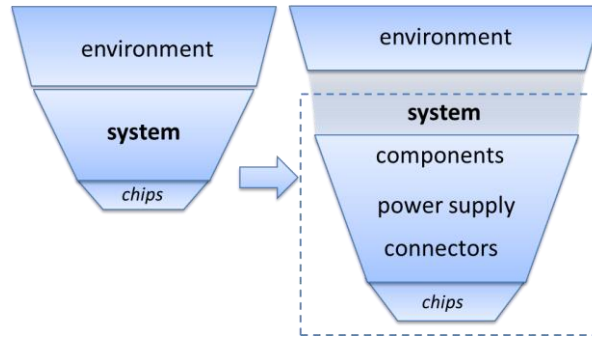 environment
system
chips
environment
system
components
power supply
connectors
chips